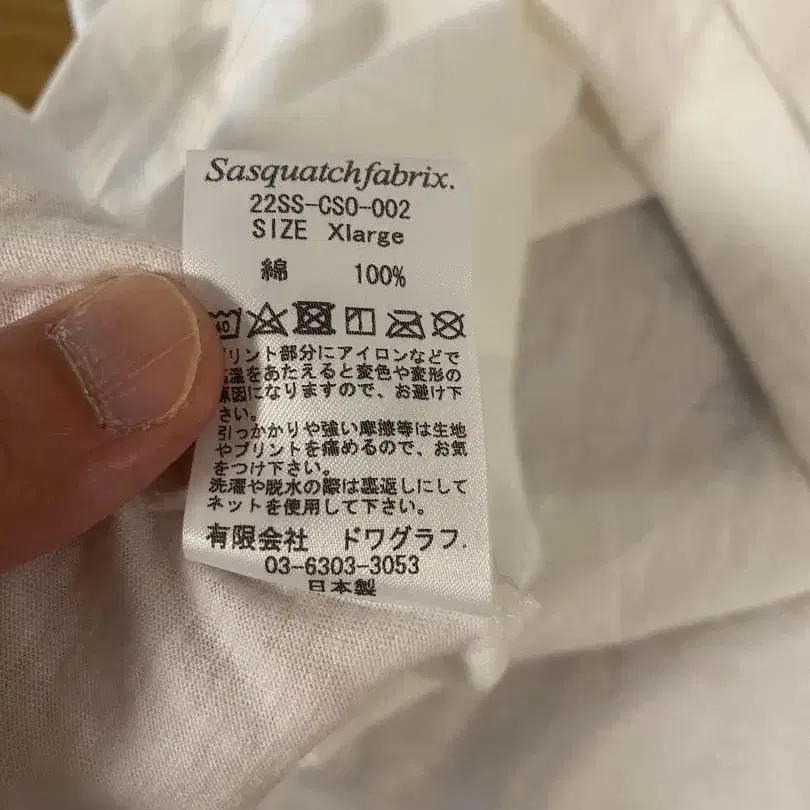 Sasquatchfabrix.
22SS-CSO-002
SIZE Xlarge
綿 100%
40
リント部分にアイロンなどで
温をあたえると変色や変形の
原因になりますので、お避け下
さい。
引っかかりや強い摩擦等は生地
やプリントを痛めるので、お気
をつけ下さい。
洗濯や脱水の際は裏返しにして
ネットを使用して下さい。
有限会社 ドワグラフ.
03-6303-3053
日本製